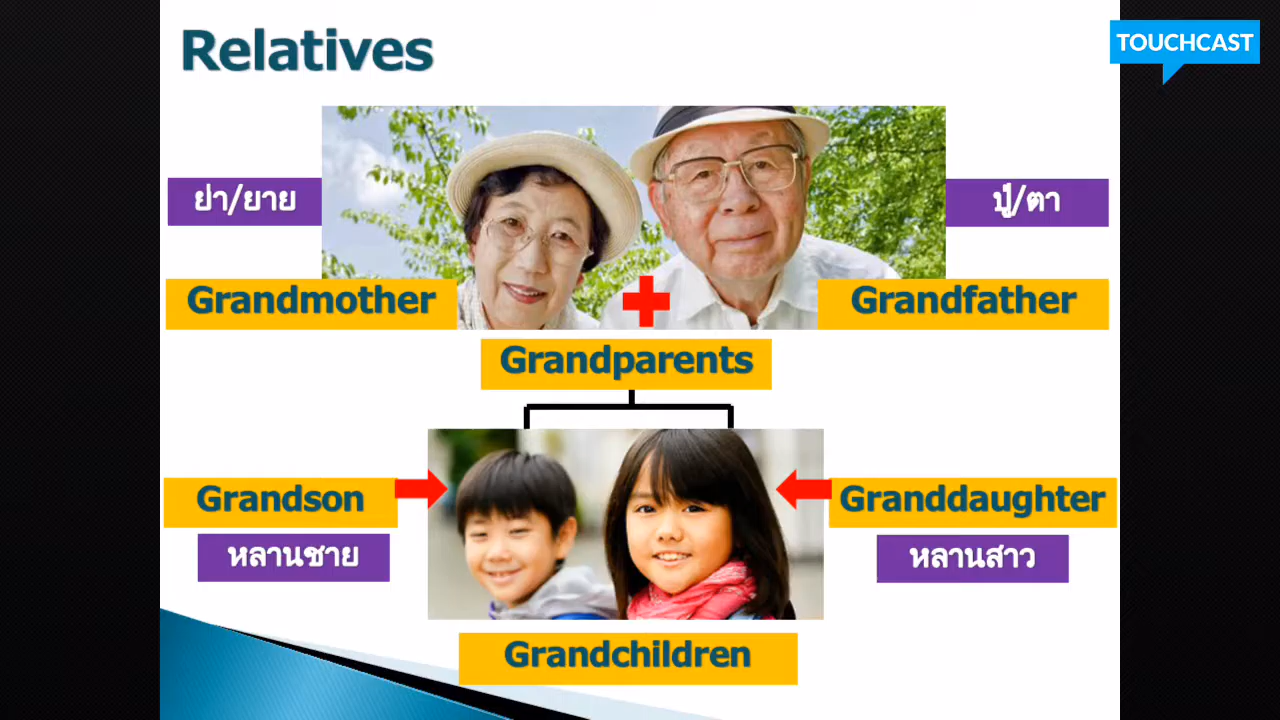 Relatives
TOUCHCAST
ย่า/ยาย
ปู่/ตา
Grandmother
Grandfather
Grandparents
Grandson
Granddaughter
หลานชาย
หลานสาว
Grandchildren